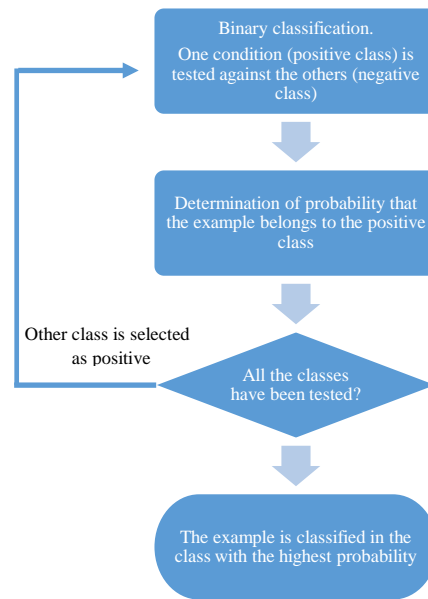 Binary classification.
One condition (positive class) is
tested against the others (negative
class)
Determination of probability that
the example belongs to the positive
class
Other class is selected
as positive
All the classes
have been tested?
The example is classified in the
class with the highest probability